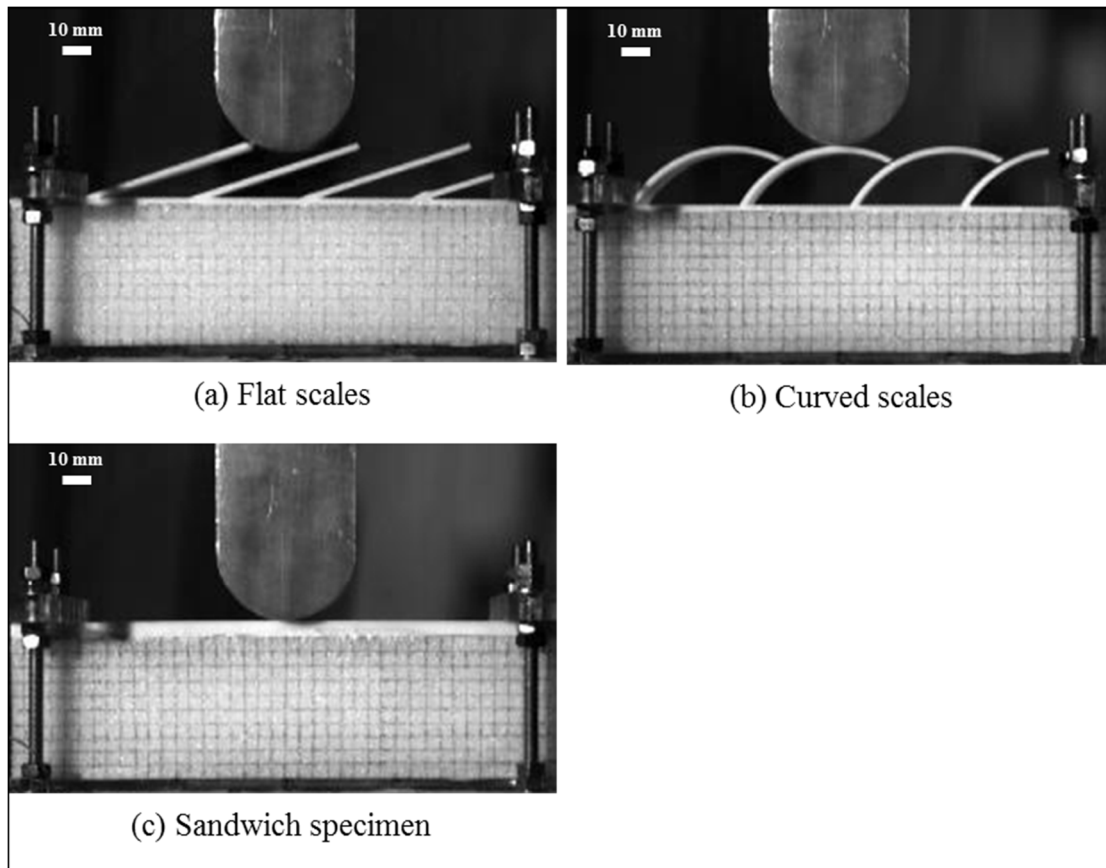 10 mm
10 mm
(a) Flat scales
(b) Curved scales
10 mm
(c) Sandwich specimen